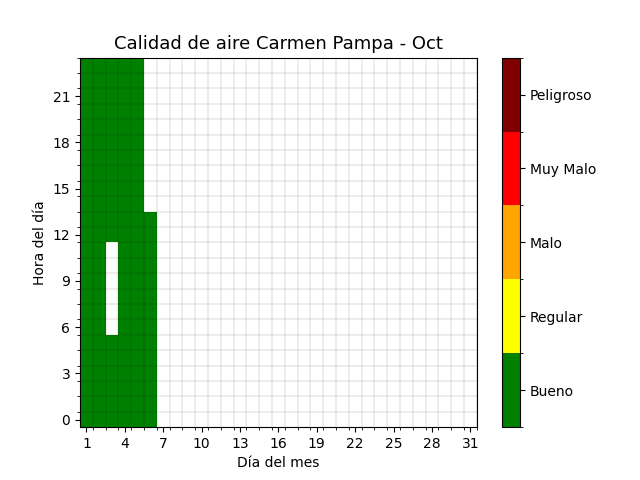 Calidad de aire Carmen Pampa - Oct
21
18
15
12
9
6
3
0
Hora del día
1 4 7 10 13 16 19 22 25 28 31
Día del mes
Peligroso
Muy Malo
Malo
Regular
Bueno